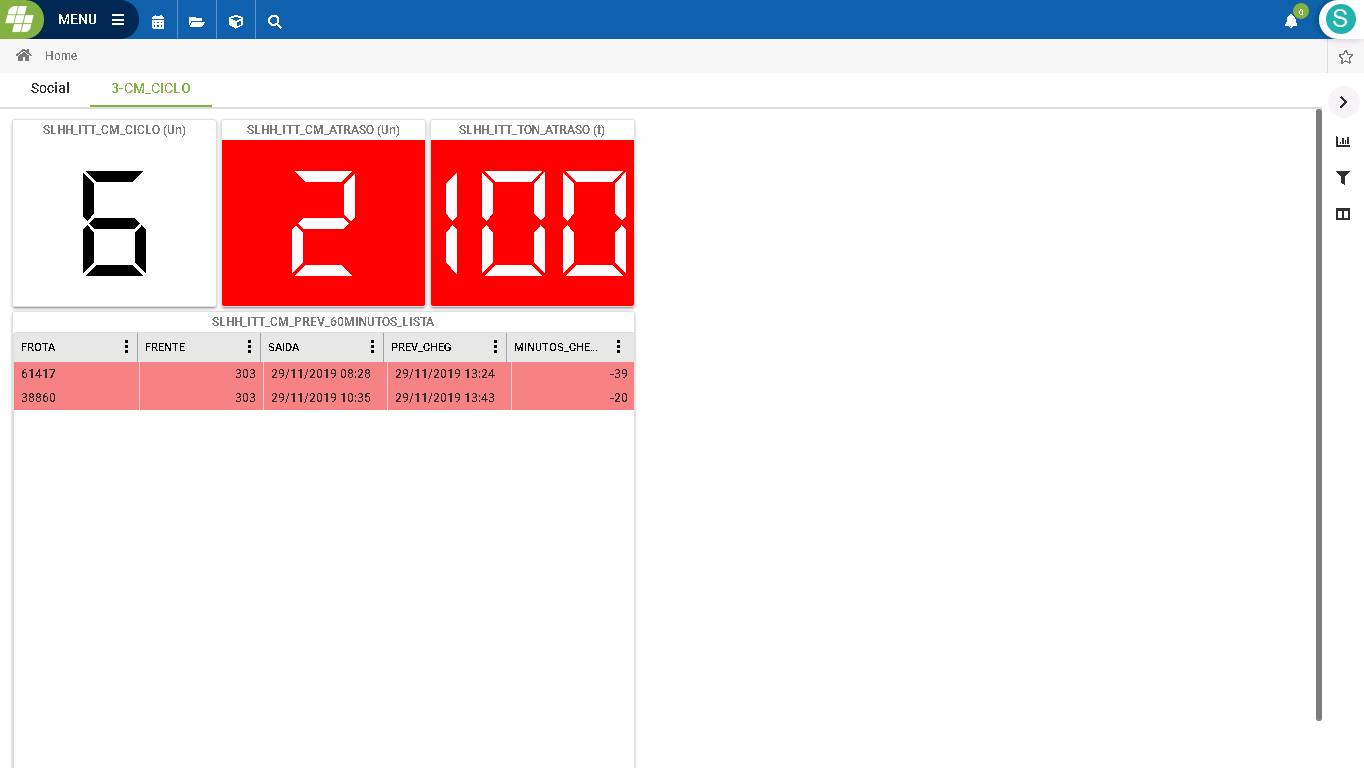 MENU
0
S
Home
Social 3-CM_CICLO
SLHH_ITT_CM_CICLO (Un) SLHH_ITT_CM_ATRASO (Un) SLHH_ITT_TON_ATRASO (t)
6 2 100
SLHH_ITT_CM_PREV_60MINUTOS_LISTA
FROTA FRENTE SAIDA PREV_CHEG MINUTOS_CHE...
61417 303 29/11/2019 08:28 29/11/2019 13:24 -39
38860 303 29/11/2019 10:35 29/11/2019 13:43 -20